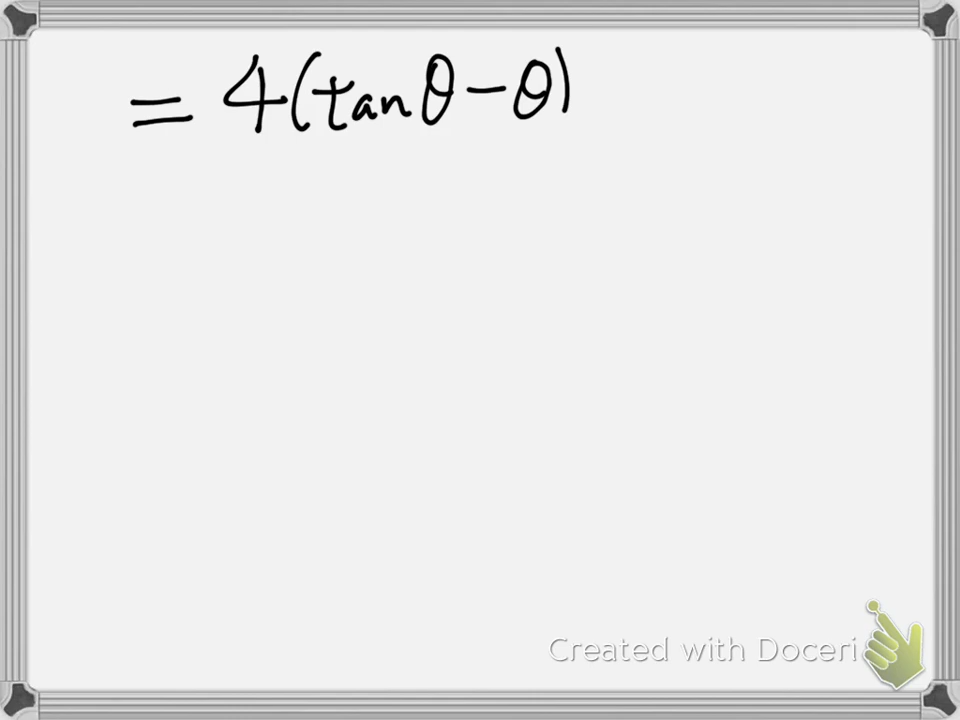 = 4(tanθ-θ)
Created with Doceri